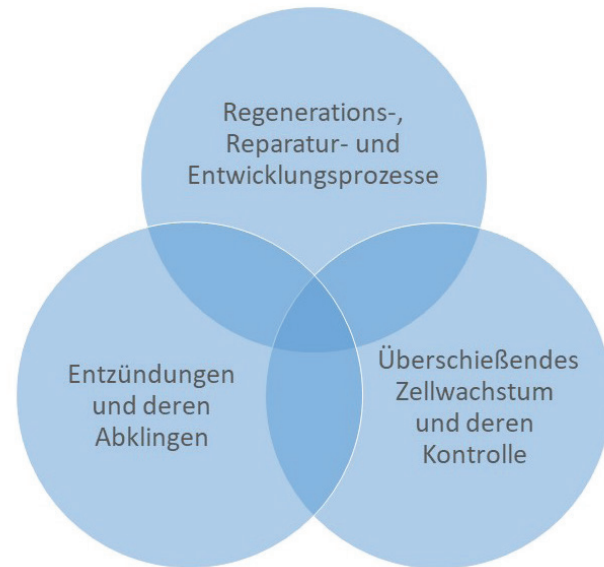 Regenerations-,
Reparatur- und
Entwicklungsprozesse
Entzündungen
und deren
Abklingen
Überschießendes
Zellwachstum
und deren
Kontrolle